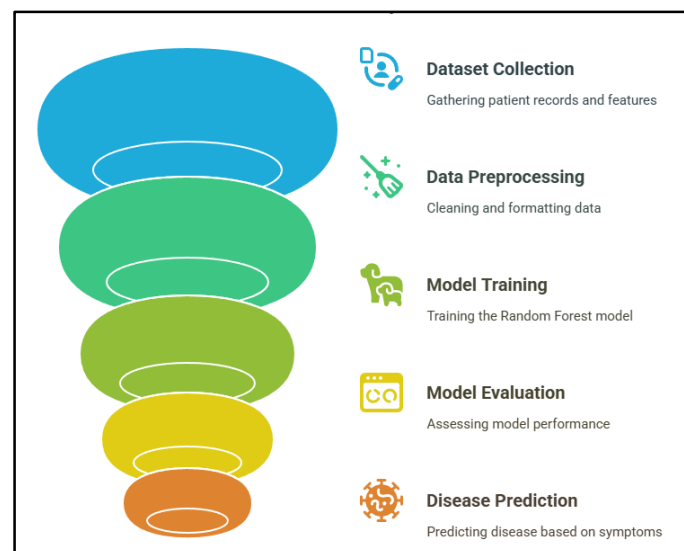 Dataset Collection
Gathering patient records and features
Data Preprocessing
Cleaning and formatting data
Model Training
Training the Random Forest model
Model Evaluation
Assessing model performance
Disease Prediction
Predicting disease based on symptoms